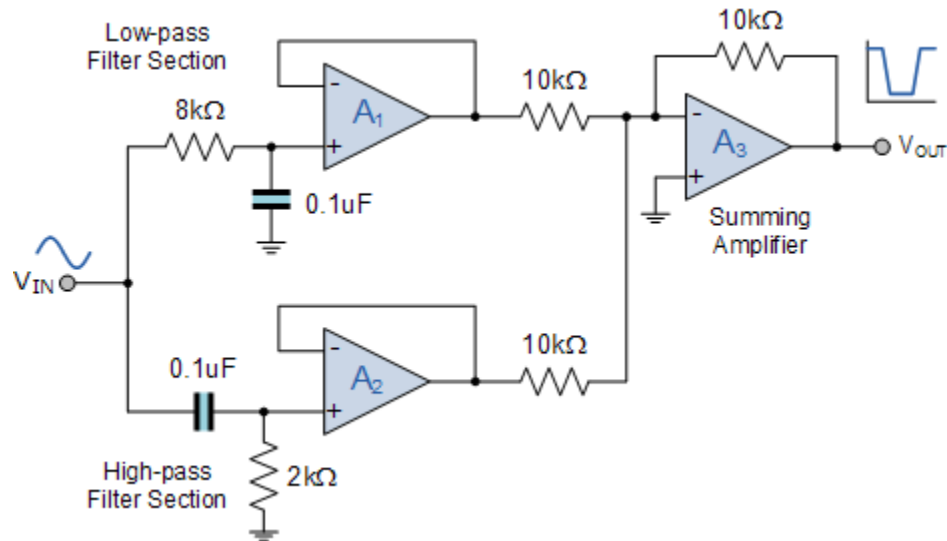 Low-pass
Filter Section
10kΩ
10kΩ
8kΩ
-
A1
+
-
A3
+
VOUT
0.1uF
Summing
Amplifier
VIN
10kΩ
0.1uF
-
A2
+
2kΩ
High-pass
Filter Section